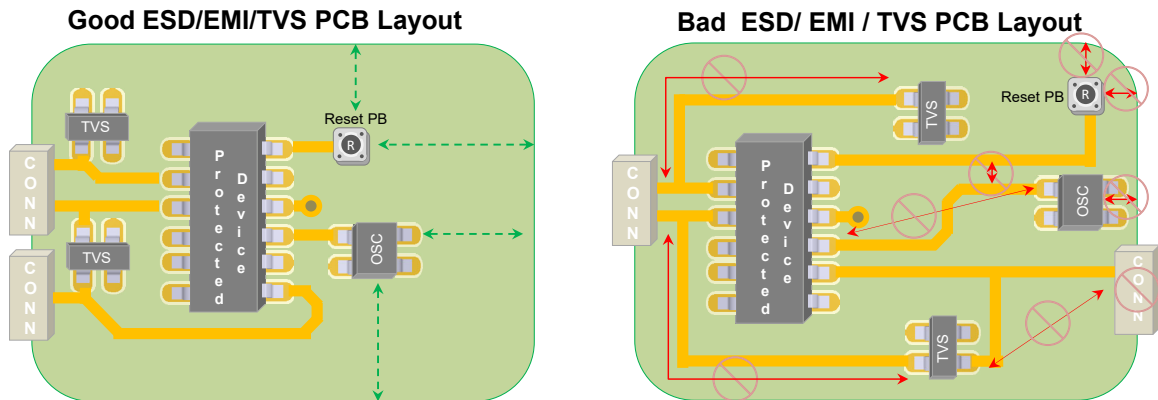 Good ESD/EMI/TVS PCB Layout
TVS
Reset PB
R
CONN
Protected
Device
TVS
OSC
CONN
Bad ESD/ EMI / TVS PCB Layout
Reset PB
R
TVS
CONN
Protected
Device
OSC
CONN
TVS